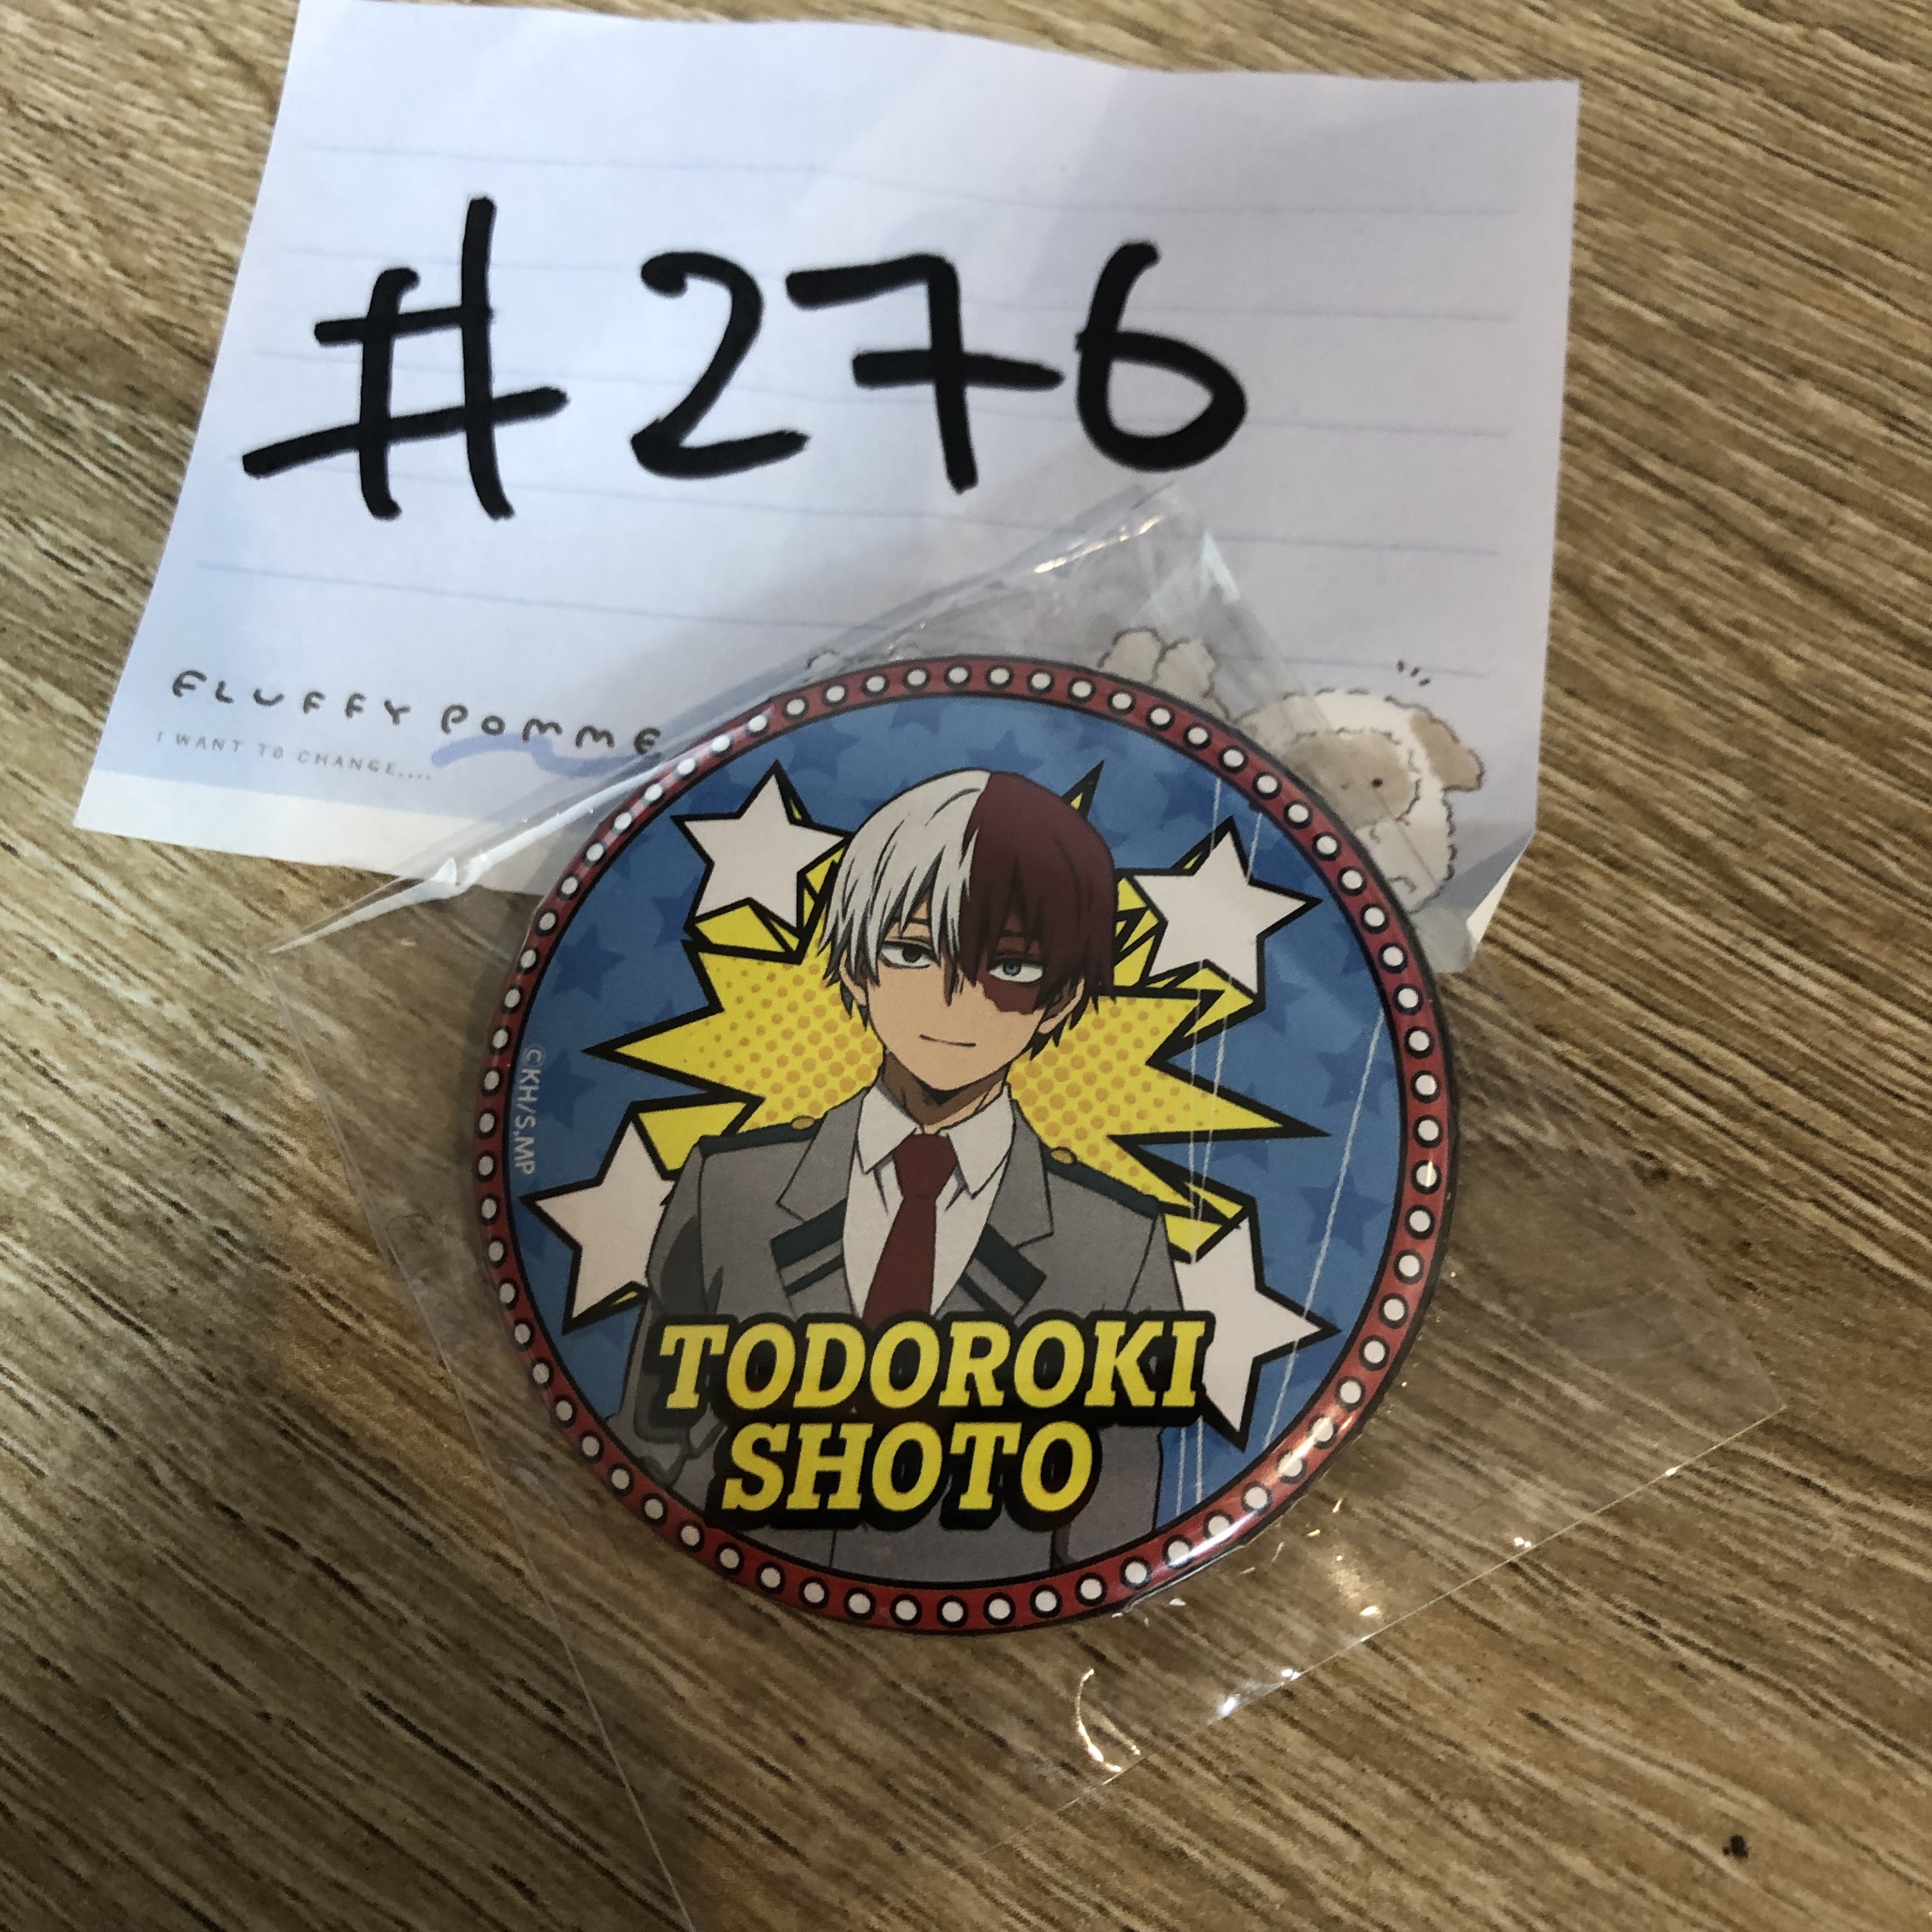 #276
FLUFFY POMME
I WANT TO CHANGE....
©KH/S,MP
TODOROKI
SHOTO